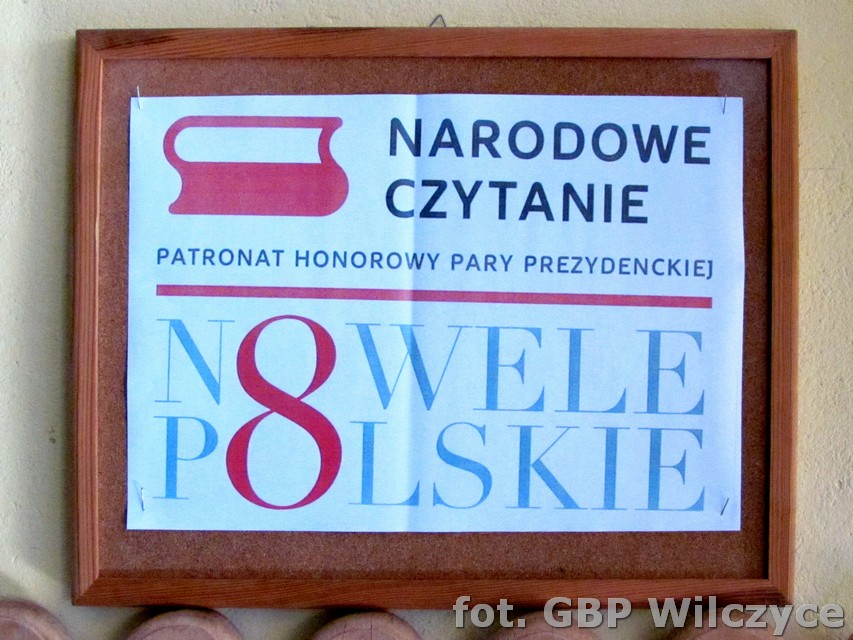 NARODOWE
CZYTANIE
PATRONAT HONOROWY PARY PREZYDENCKIEJ
N8WELE
P8LSKIE
fot. GBP Wilczyce